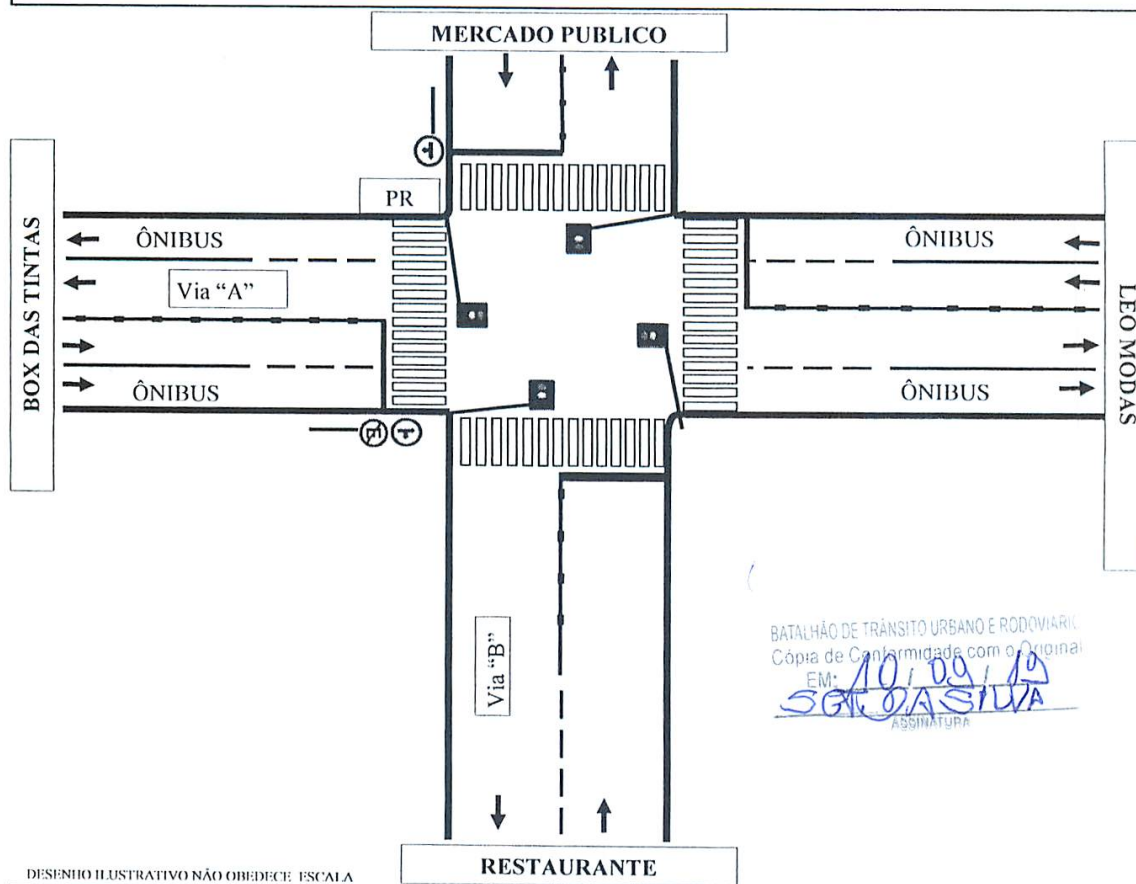 MERCADO PUBLICO
PR
BOX DAS TINTAS
ÔNIBUS
ÔNIBUS
Via "A"
ÔNIBUS
ÔNIBUS
LEO MODAS
Via "B"
BATALHÃO DE TRÂNSITO URBANO E RODOVIARIO
Cópia de Conformidade com o Original
EM: 10 / 09 / 19
SGT DA SILVA
ASSINATURA
RESTAURANTE
DESENHO ILUSTRATIVO NÃO OBEDECE ESCALA